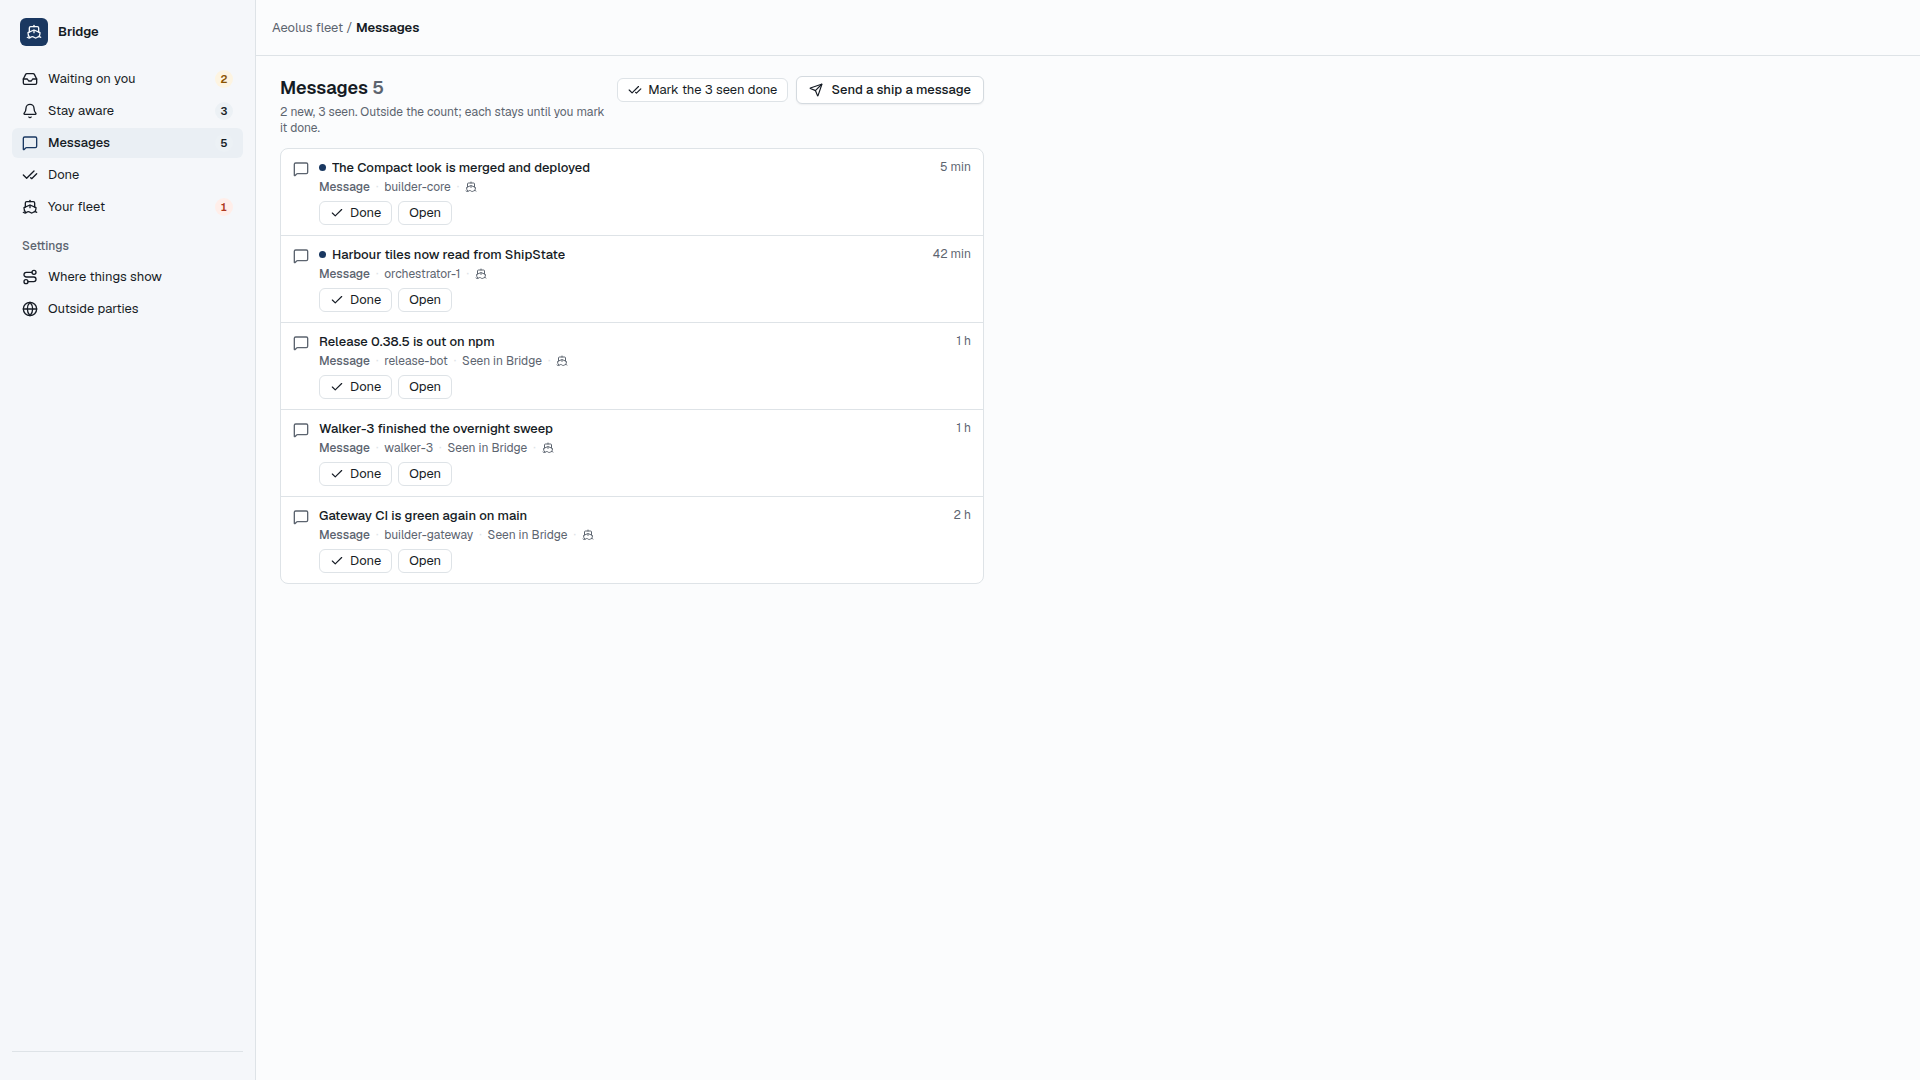 Bridge
Waiting on you 2
Stay aware 3
Messages 5
Done
Your fleet 1
Settings
Where things show
Outside parties
Aeolus fleet / Messages
Messages 5
Mark the 3 seen done
Send a ship a message
2 new, 3 seen. Outside the count; each stays until you mark
it done.
The Compact look is merged and deployed 5 min
Message · builder-core ·
Done Open
Harbour tiles now read from ShipState 42 min
Message · orchestrator-1 ·
Done Open
Release 0.38.5 is out on npm 1 h
Message · release-bot · Seen in Bridge ·
Done Open
Walker-3 finished the overnight sweep 1 h
Message · walker-3 · Seen in Bridge ·
Done Open
Gateway CI is green again on main 2 h
Message · builder-gateway · Seen in Bridge ·
Done Open